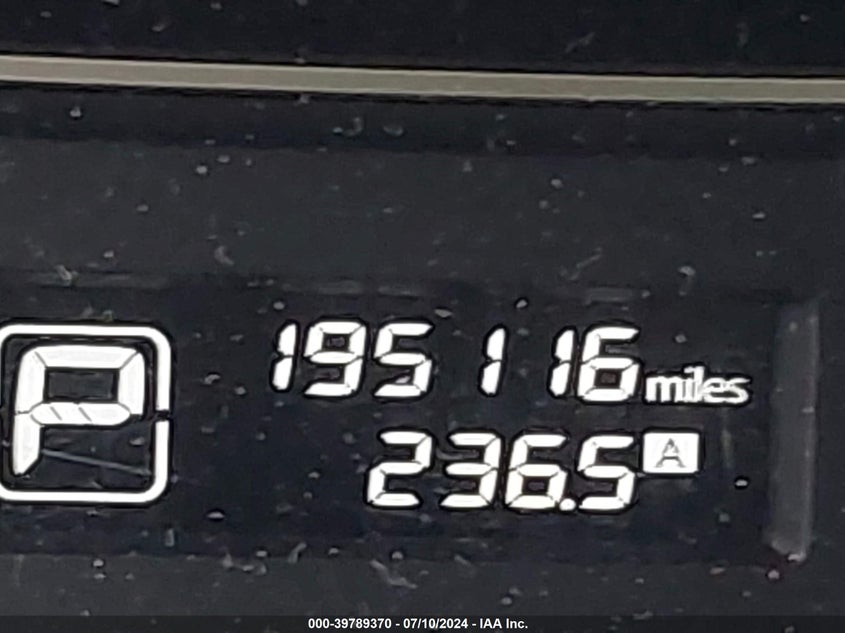 P
195116 miles
236.5 A
000-39789370 - 07/10/2024 - IAA Inc.